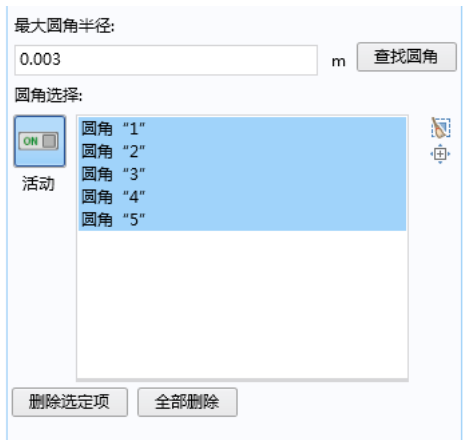 最大圆角半径:
0.003 m 查找圆角
圆角选择:
ON
活动
圆角 “1”
圆角 “2”
圆角 “3”
圆角 “4”
圆角 “5”
删除选定项 全部删除